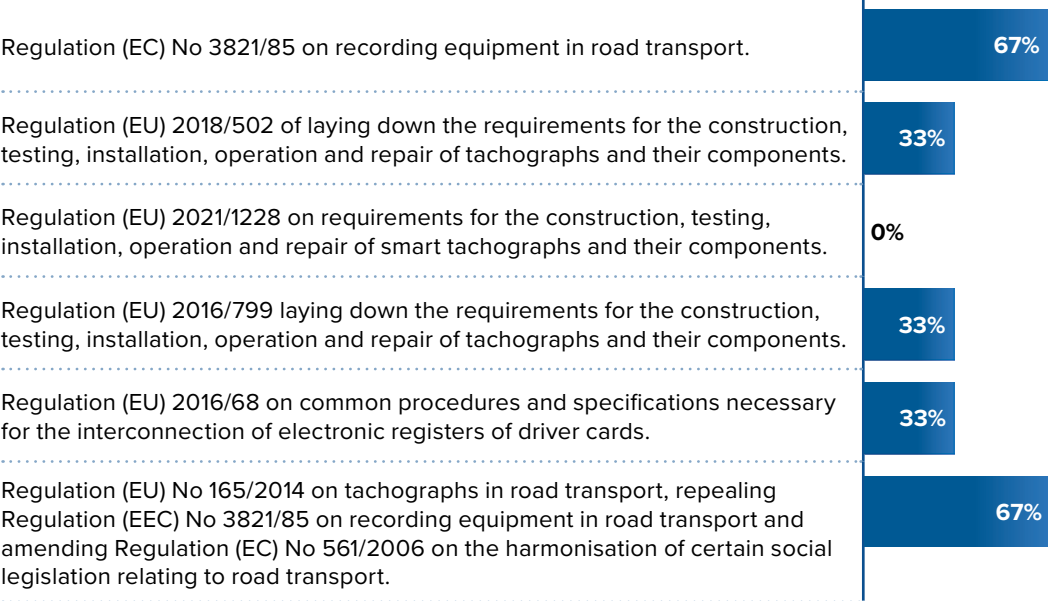 Regulation (EC) No 3821/85 on recording equipment in road transport.
67%
Regulation (EU) 2018/502 of laying down the requirements for the construction,
testing, installation, operation and repair of tachographs and their components.
33%
Regulation (EU) 2021/1228 on requirements for the construction, testing,
installation, operation and repair of smart tachographs and their components.
0%
Regulation (EU) 2016/799 laying down the requirements for the construction,
testing, installation, operation and repair of tachographs and their components.
33%
Regulation (EU) 2016/68 on common procedures and specifications necessary
for the interconnection of electronic registers of driver cards.
33%
Regulation (EU) No 165/2014 on tachographs in road transport, repealing
Regulation (EEC) No 3821/85 on recording equipment in road transport and
amending Regulation (EC) No 561/2006 on the harmonisation of certain social
legislation relating to road transport.
67%